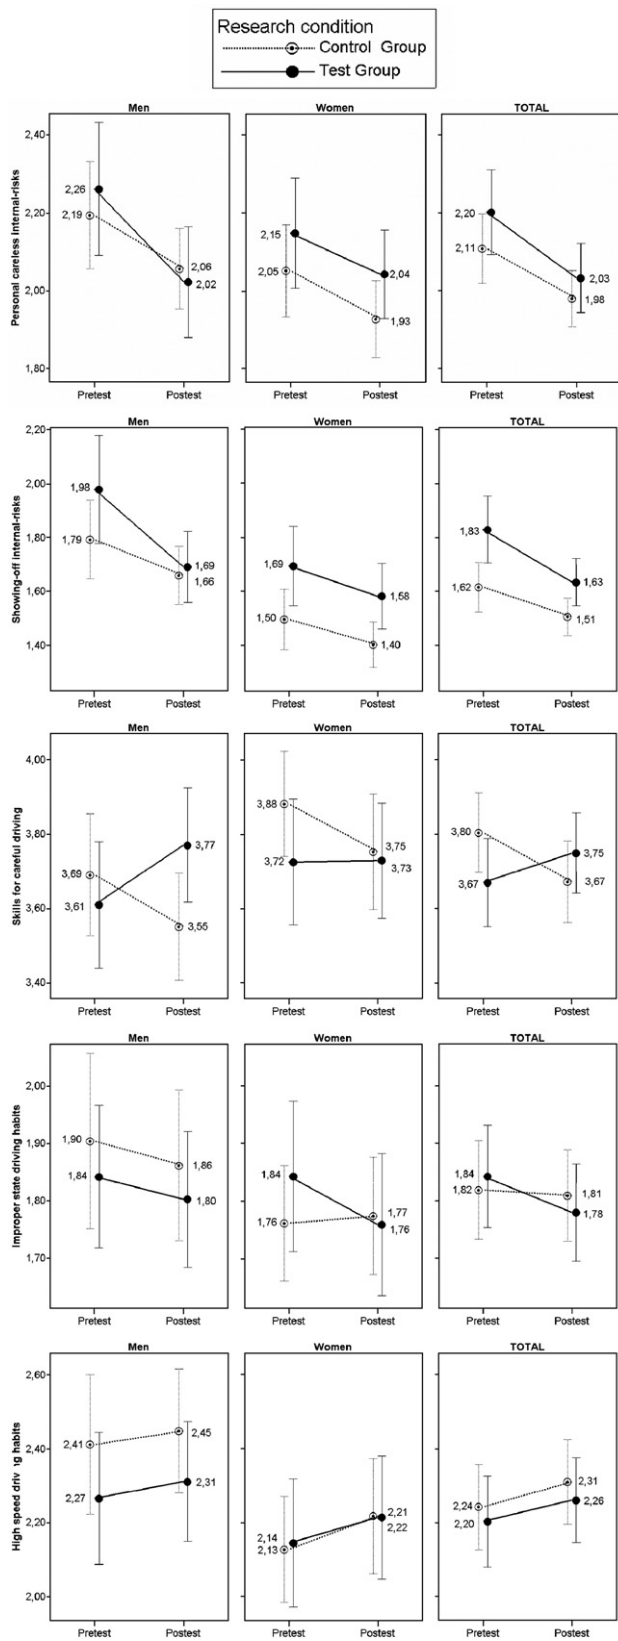 Research condition
Control Group
Test Group
Men
Women
TOTAL
Personal careless internal-risks
2,40
2,20
2,00
1,80
2,26
2,19
2,06
2,02
2,15
2,05
2,04
1,93
2,20
2,11
2,03
1,98
Pretest
Postest
Pretest
Postest
Pretest
Postest
Men
Women
TOTAL
Showing-off internal-risks
2,20
2,00
1,80
1,60
1,40
1,98
1,79
1,69
1,66
1,69
1,50
1,58
1,40
1,83
1,62
1,63
1,51
Pretest
Postest
Pretest
Postest
Pretest
Postest
Men
Women
TOTAL
Skills for careful driving
4,00
3,80
3,60
3,40
3,69
3,61
3,77
3,55
3,88
3,72
3,75
3,73
3,80
3,67
3,75
3,67
Pretest
Postest
Pretest
Postest
Pretest
Postest
Men
Women
TOTAL
Improper state driving habits
2,00
1,90
1,80
1,70
1,90
1,84
1,86
1,80
1,84
1,76
1,77
1,76
1,84
1,82
1,81
1,78
Pretest
Postest
Pretest
Postest
Pretest
Postest
Men
Women
TOTAL
High speed driving habits
2,60
2,40
2,20
2,00
2,41
2,27
2,45
2,31
2,14
2,13
2,21
2,22
2,24
2,20
2,31
2,26
Pretest
Postest
Pretest
Postest
Pretest
Postest